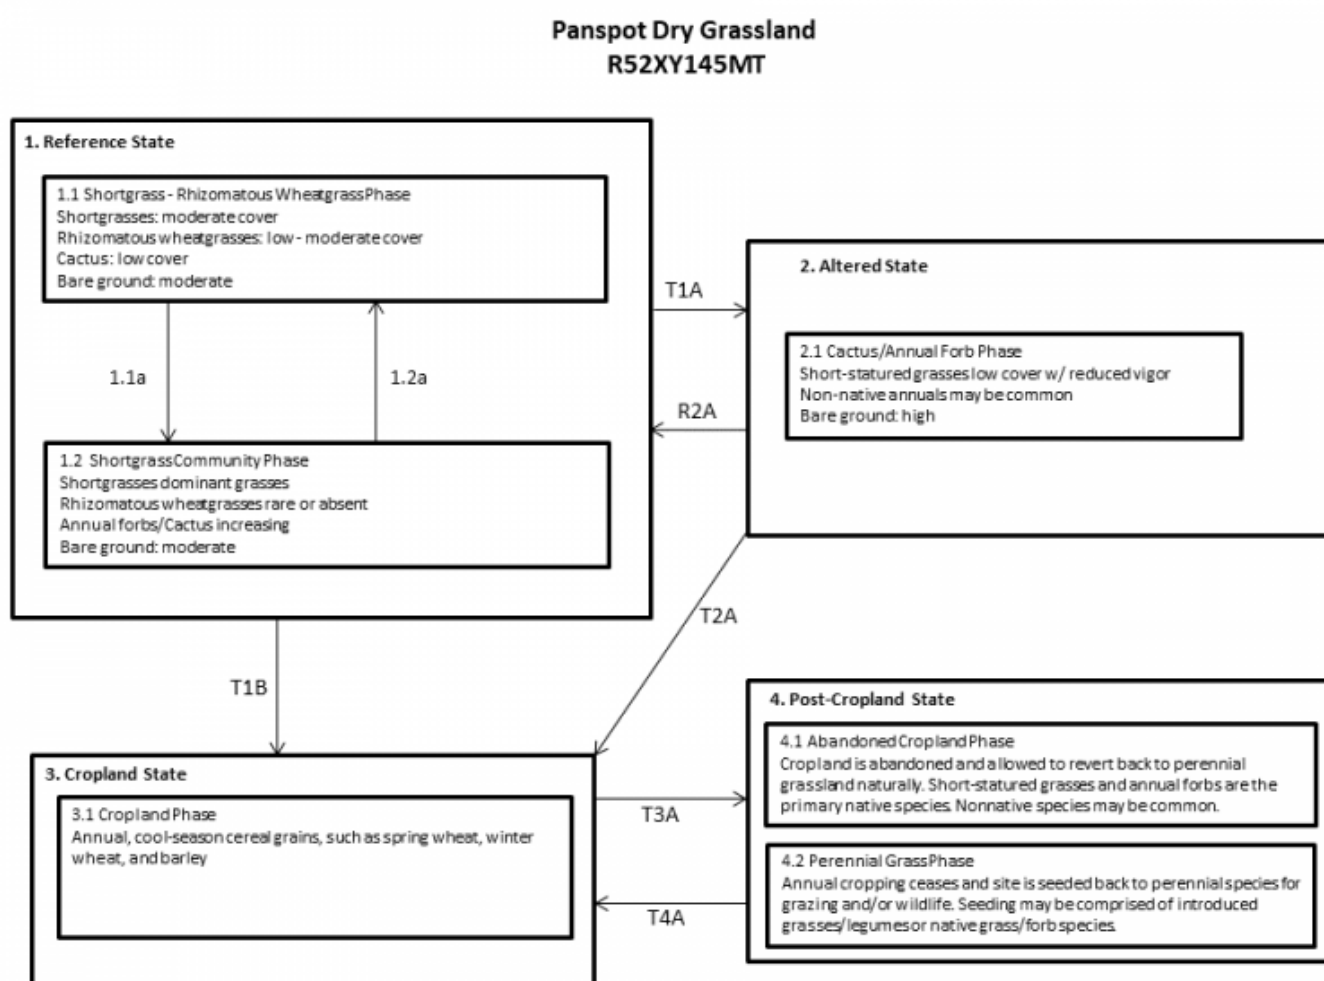 Panspot Dry Grassland
R52XY145MT
1. Reference State
1.1 Shortgrass - Rhizomatous Wheatgrass Phase
Shortgrasses: moderate cover
Rhizomatous wheatgrasses: low - moderate cover
Cactus: low cover
Bare ground: moderate
1.1a
1.2a
1.2 Shortgrass Community Phase
Shortgrasses dominant grasses
Rhizomatous wheatgrasses rare or absent
Annual forbs/Cactus increasing
Bare ground: moderate
T1A
R2A
2. Altered State
2.1 Cactus/Annual Forb Phase
Short-statured grasses low cover w/ reduced vigor
Non-native annuals may be common
Bare ground: high
T2A
T1B
3. Cropland State
3.1 Cropland Phase
Annual, cool-season cereal grains, such as spring wheat, winter
wheat, and barley
T3A
T4A
4. Post-Cropland State
4.1 Abandoned Cropland Phase
Cropland is abandoned and allowed to revert back to perennial
grassland naturally. Short-statured grasses and annual forbs are the
primary native species. Nonnative species may be common.
4.2 Perennial Grass Phase
Annual cropping ceases and site is seeded back to perennial species for
grazing and/or wildlife. Seeding may be comprised of introduced
grasses/legumes or native grass/forb species.